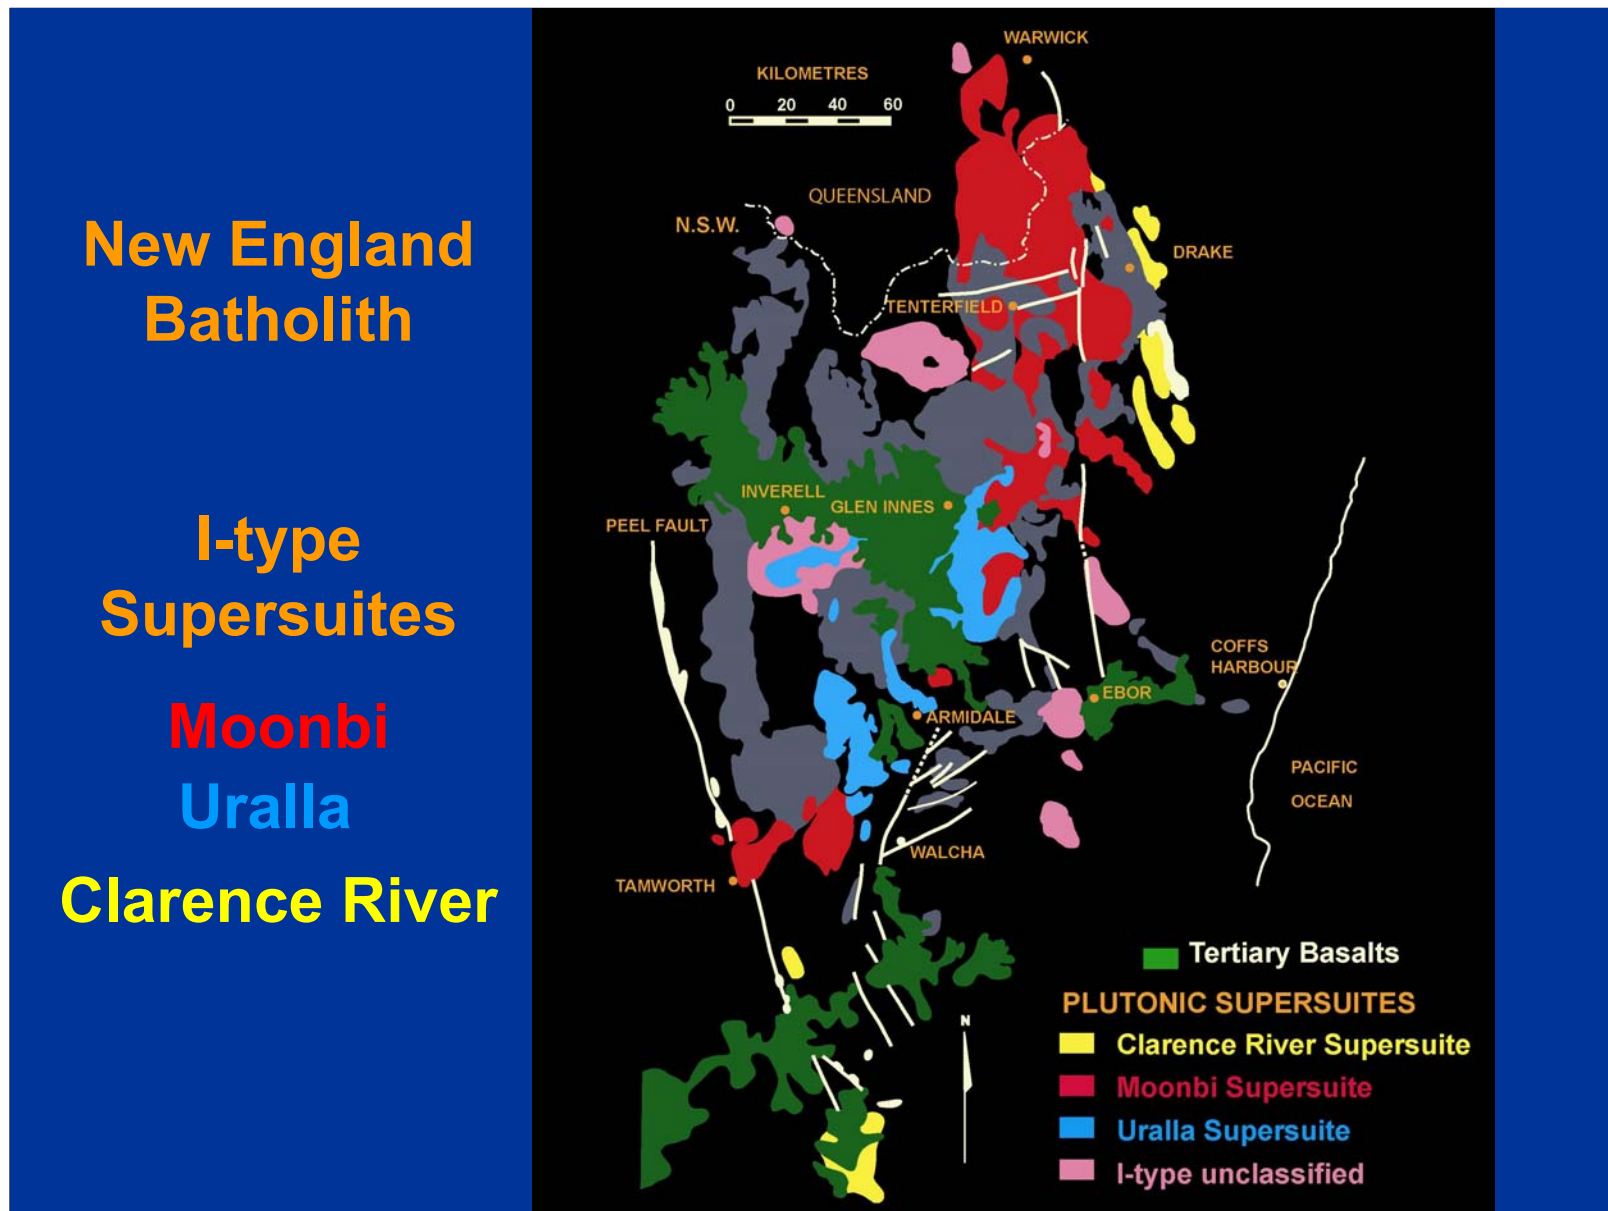 New England
Batholith
I-type
Supersuites
Moonbi
Uralla
Clarence River
WARWICK
KILOMETRES
0 20 40 60
QUEENSLAND
N.S.W.
DRAKE
TENTERFIELD
INVERELL
GLEN INNES
PEEL FAULT
COFFS
HARBOUR
EBOR
ARMIDALE
PACIFIC
OCEAN
WALCHA
TAMWORTH
Tertiary Basalts
PLUTONIC SUPERSUITES
N
Clarence River Supersuite
Moonbi Supersuite
Uralla Supersuite
I-type unclassified